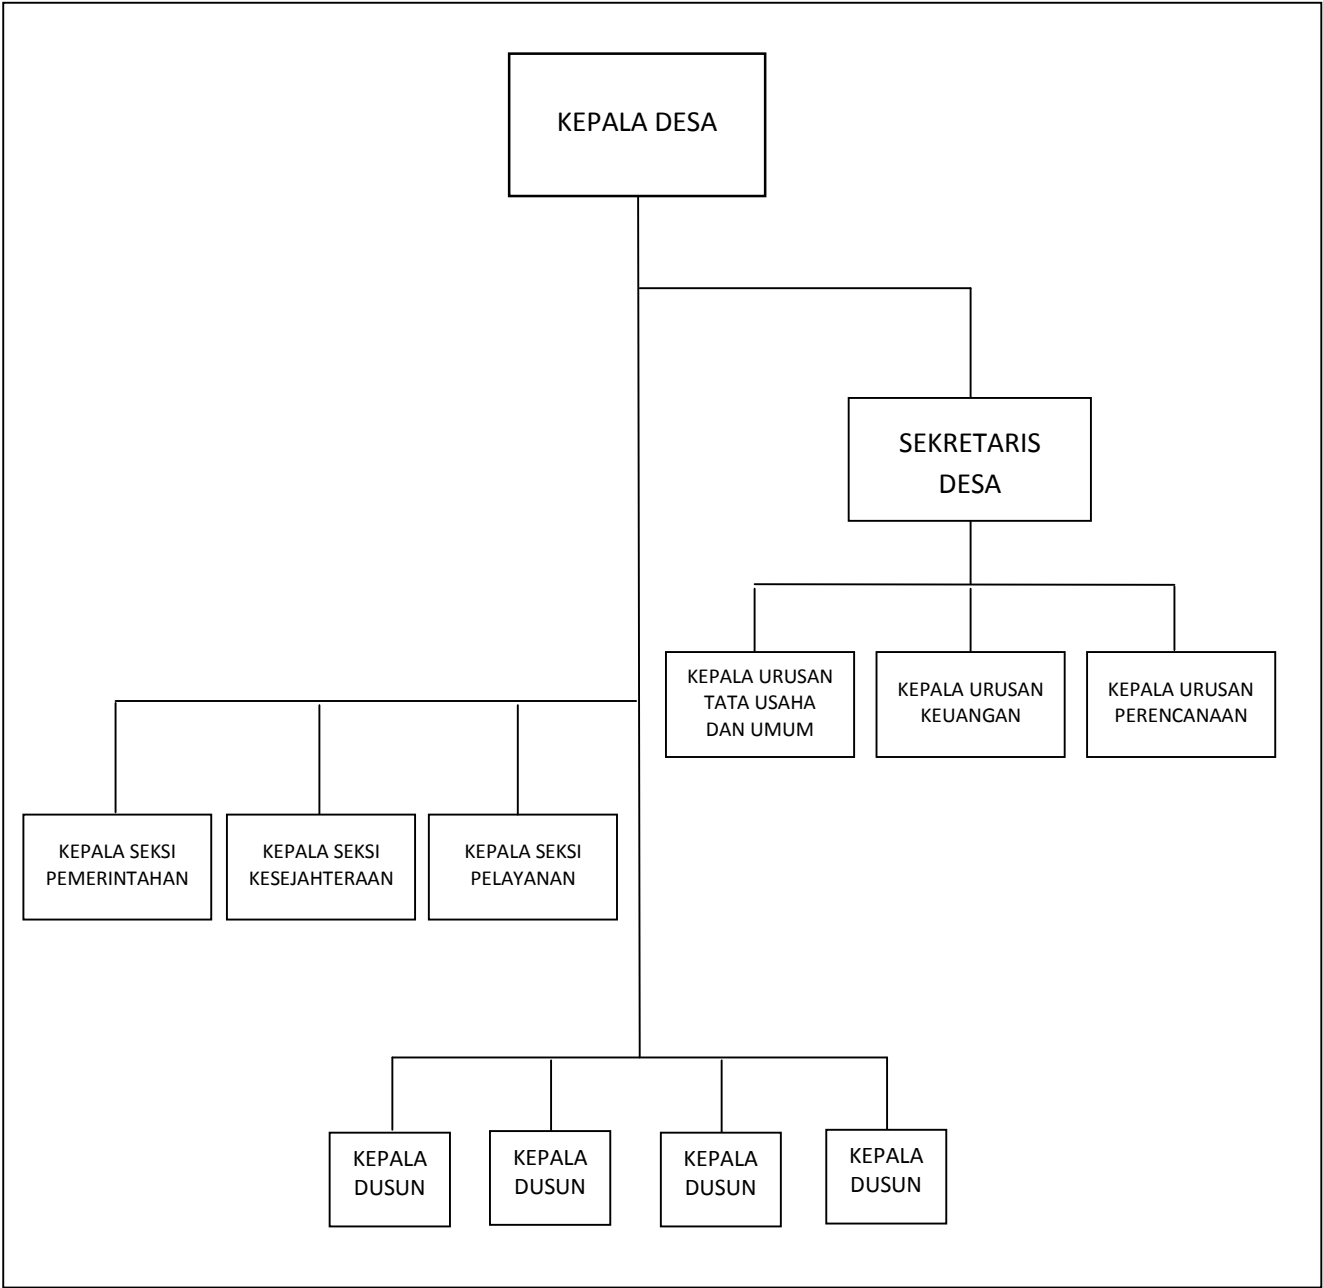 KEPALA DESA
SEKRETARIS
DESA
KEPALA URUSAN
TATA USAHA
DAN UMUM
KEPALA URUSAN
KEUANGAN
KEPALA URUSAN
PERENCANAAN
KEPALA SEKSI
PEMERINTAHAN
KEPALA SEKSI
KESEJAHTERAAN
KEPALA SEKSI
PELAYANAN
KEPALA
DUSUN
KEPALA
DUSUN
KEPALA
DUSUN
KEPALA
DUSUN